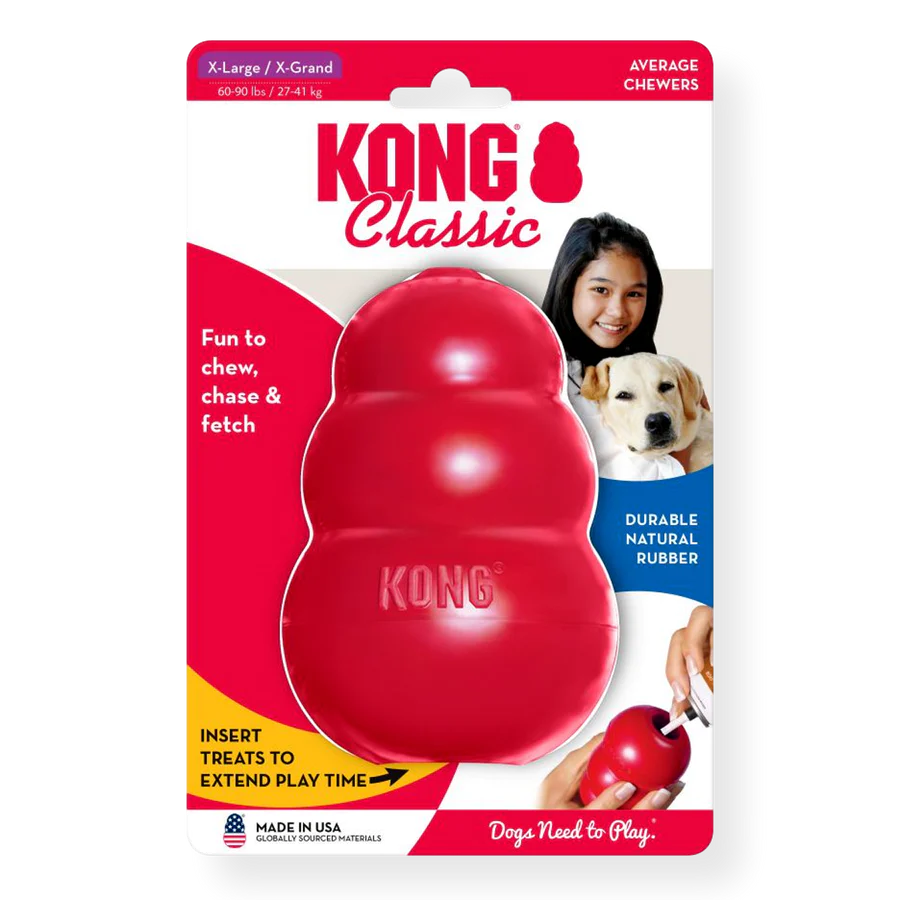 X-Large / X-Grand
60-90 lbs / 27-41 kg
AVERAGE
CHEWERS
KONG®
Classic
Fun to
chew,
chase &
fetch
DURABLE
NATURAL
RUBBER
KONG®
INSERT
TREATS TO
EXTEND PLAY TIME
MADE IN USA
GLOBALLY SOURCED MATERIALS
Dogs Need to Play.®